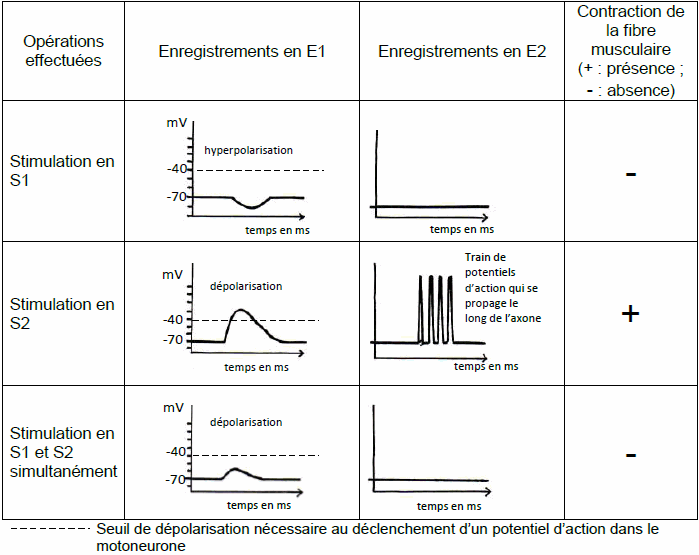 Opérations
effectuées
Enregistrements en E1
Enregistrements en E2
Contraction de
la fibre
musculaire
(+ : présence ;
- : absence)
Stimulation en
S1
mV
hyperpolarisation
-40
-70
temps en ms
temps en ms
-
Stimulation en
S2
mV
dépolarisation
-40
-70
temps en ms
Train de
potentiels
d'action qui se
propage le
long de l'axone
temps en ms
+
Stimulation en
S1 et S2
simultanément
mV
dépolarisation
-40
-70
temps en ms
temps en ms
-
Seuil de dépolarisation nécessaire au déclenchement d'un potentiel d'action dans le
motoneurone